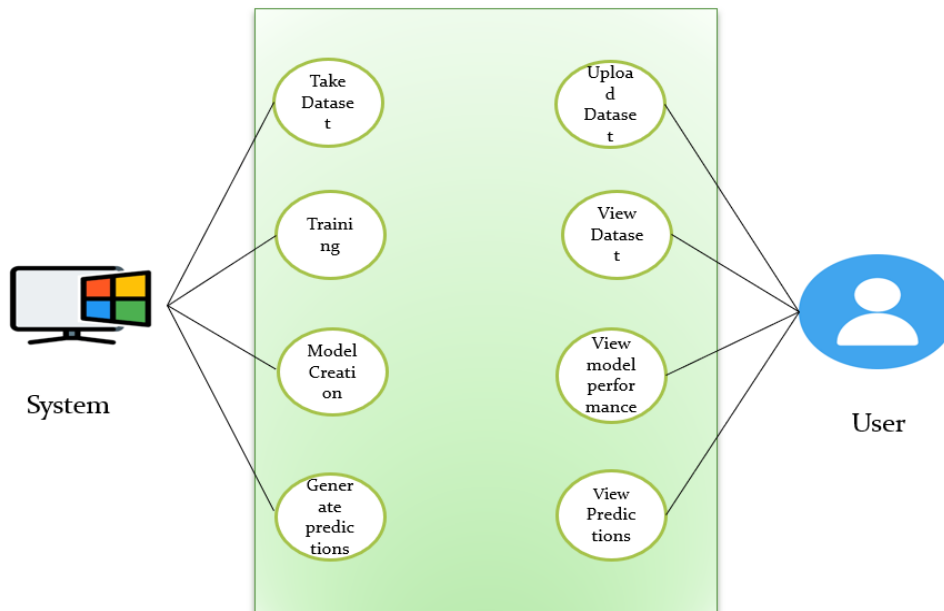 Take
Datase
t
Traini
ng
Model
Creati
on
Gener
ate
predic
tions
System
Uploa
d
Datase
t
View
Datase
t
View
model
perfor
mance
View
Predic
tions
User